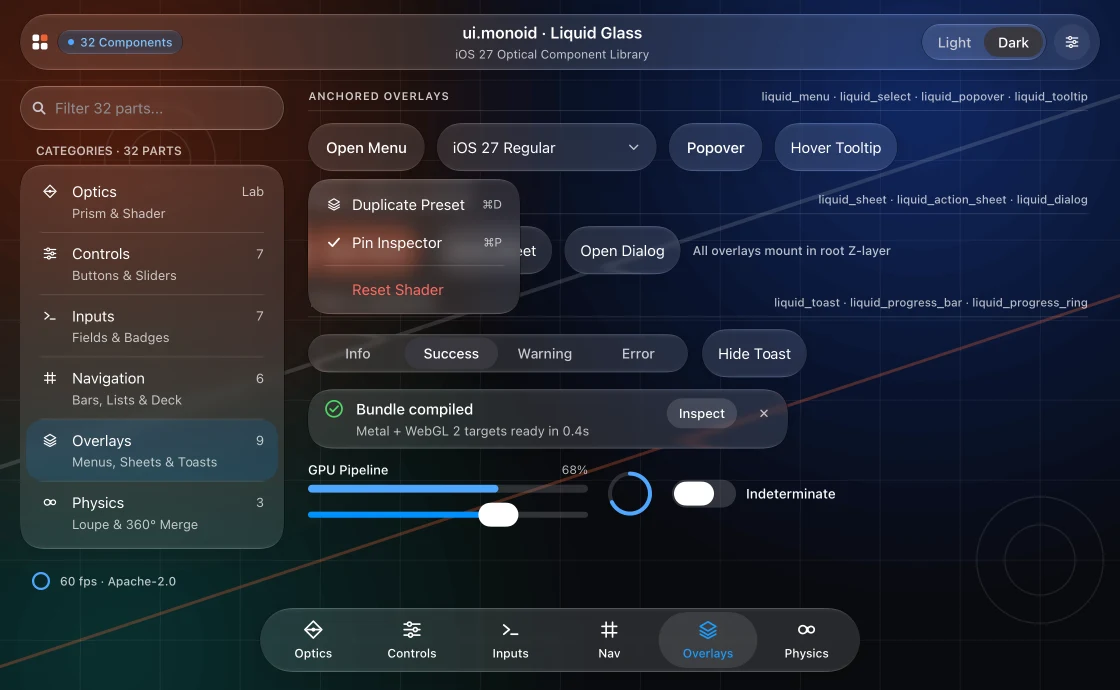 32 Components
ui.monoid · Liquid Glass
iOS 27 Optical Component Library
Light
Dark
Filter 32 parts...
CATEGORIES · 32 PARTS
Optics
Lab
Prism & Shader
Controls
7
Buttons & Sliders
Inputs
7
Fields & Badges
Navigation
6
Bars, Lists & Deck
Overlays
9
Menus, Sheets & Toasts
Physics
3
Loupe & 360° Merge
60 fps · Apache-2.0
ANCHORED OVERLAYS
liquid_menu · liquid_select · liquid_popover · liquid_tooltip
Open Menu
iOS 27 Regular
Popover
Hover Tooltip
Duplicate Preset ⌘D
Pin Inspector ⌘P
Reset Shader
liquid_sheet · liquid_action_sheet · liquid_dialog
eet
Open Dialog
All overlays mount in root Z-layer
liquid_toast · liquid_progress_bar · liquid_progress_ring
Info
Success
Warning
Error
Hide Toast
Bundle compiled
Metal + WebGL 2 targets ready in 0.4s
Inspect
GPU Pipeline
68%
Indeterminate
Optics
Controls
Inputs
Nav
Overlays
Physics